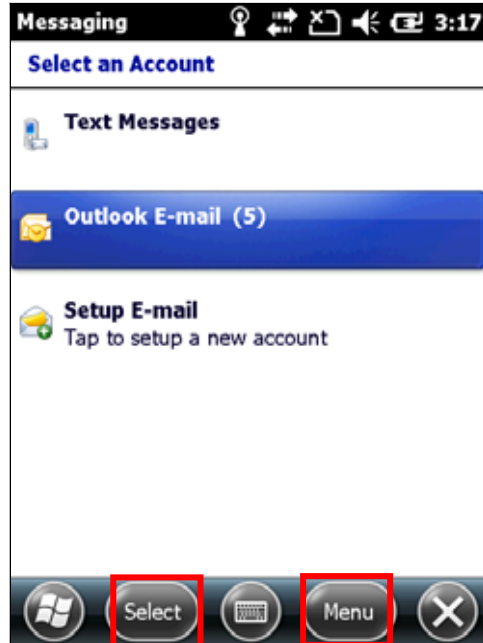 Messaging 3:17
Select an Account
Text Messages
Outlook E-mail (5)
Setup E-mail
Tap to setup a new account
Select Menu